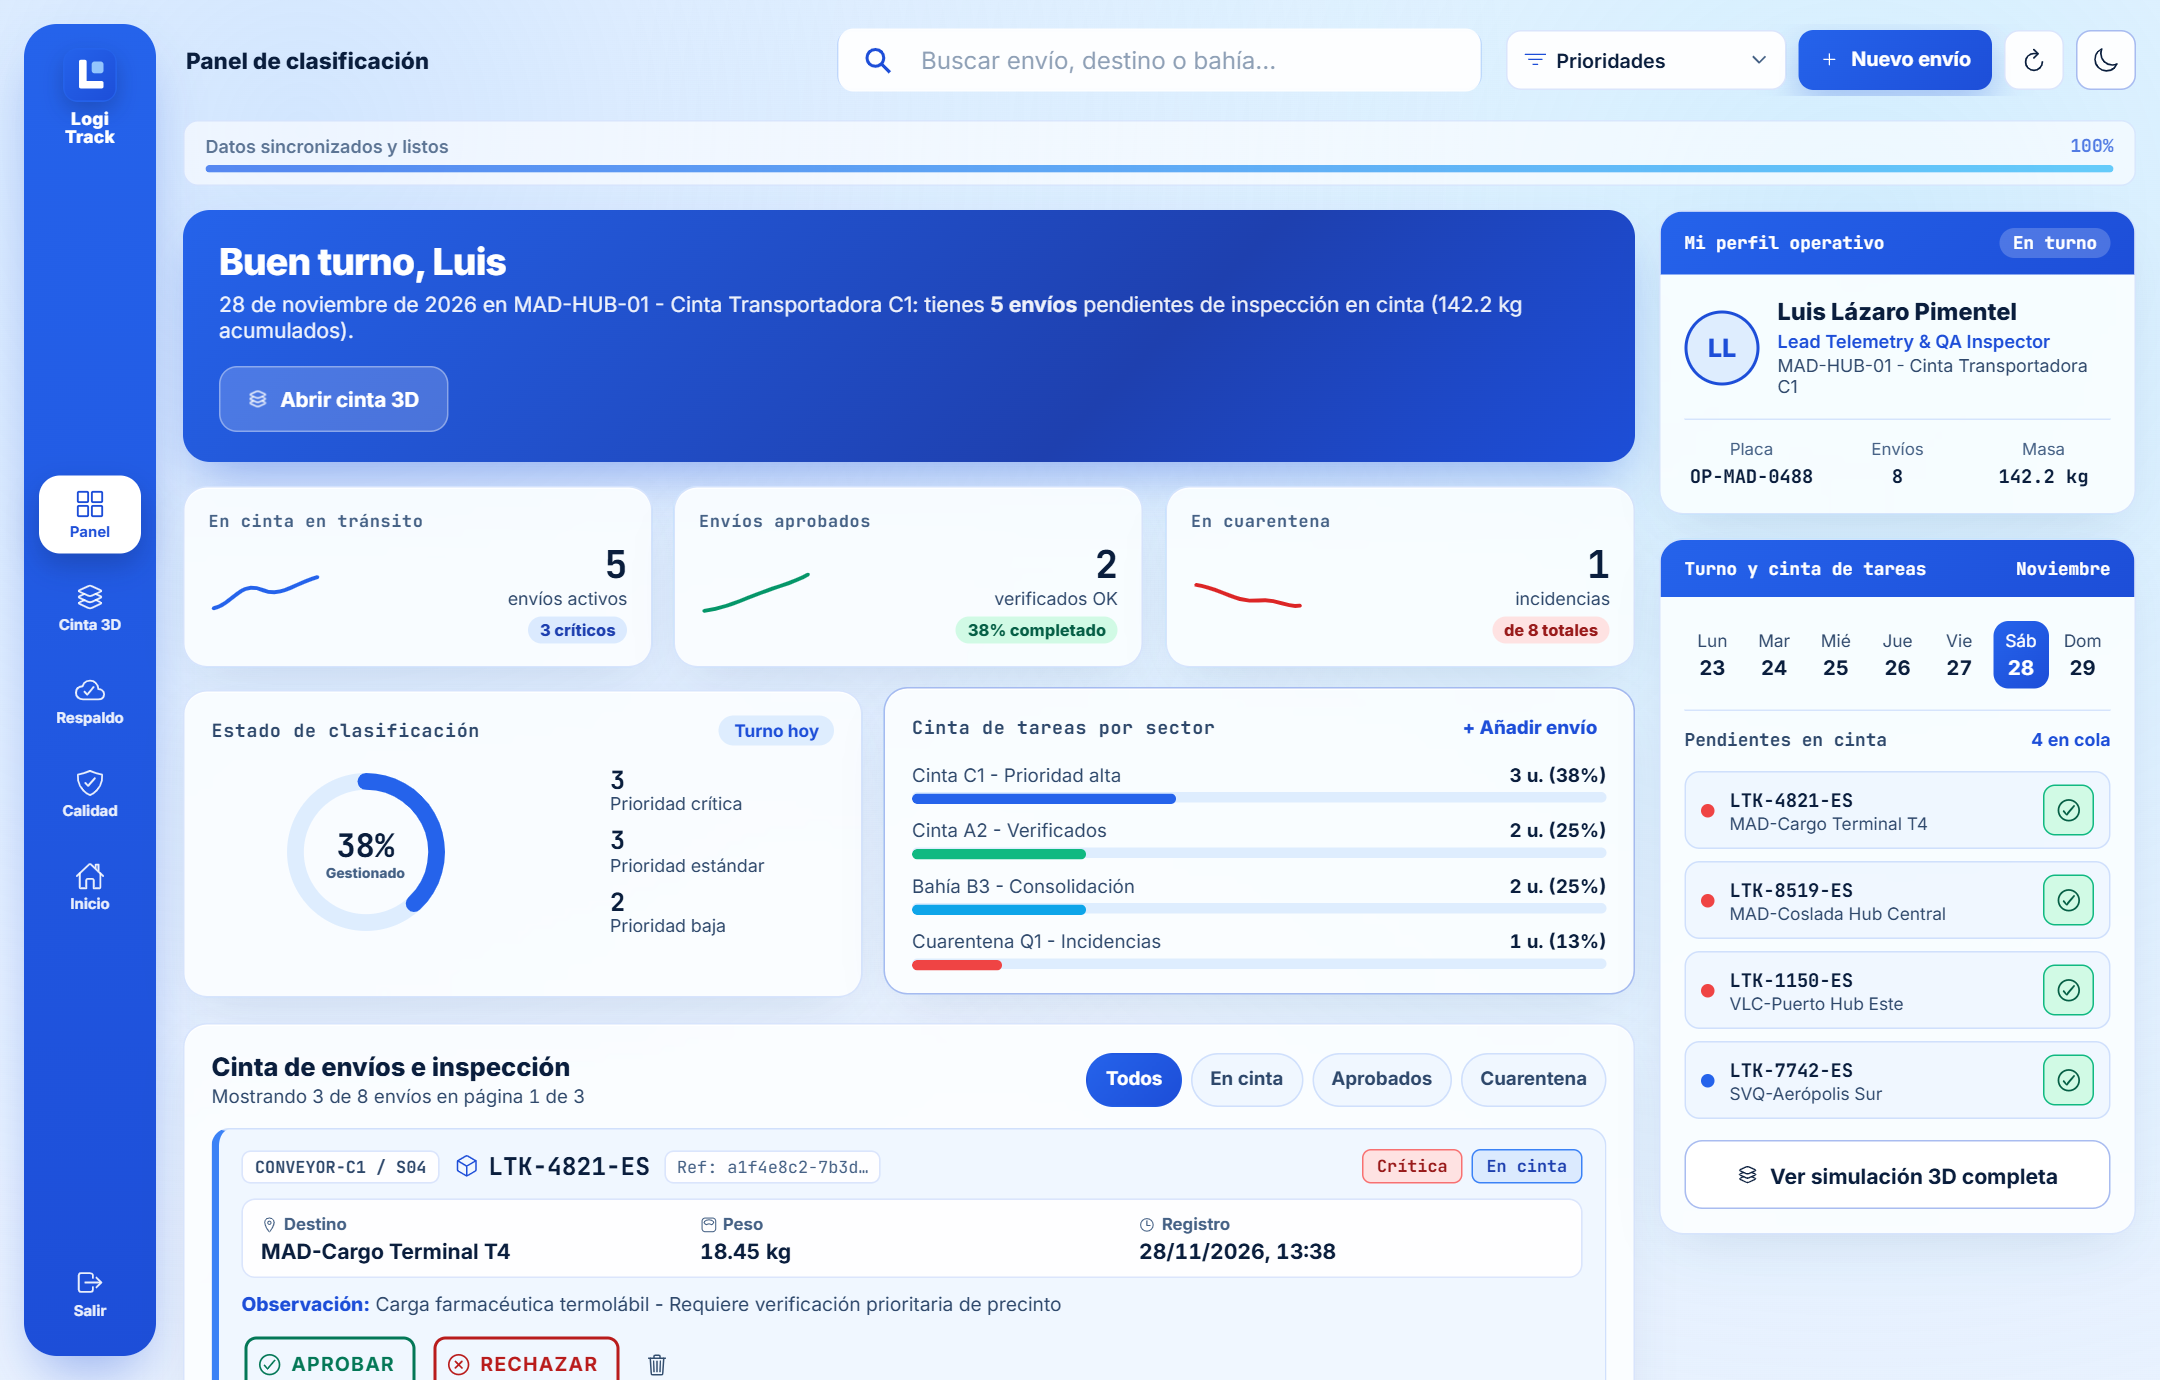 Logi
Track
Panel
Cinta 3D
Respaldo
Calidad
Inicio
Salir
Panel de clasificación
Buscar envío, destino o bahía...
Prioridades
+ Nuevo envío
Datos sincronizados y listos
100%
Buen turno, Luis
28 de noviembre de 2026 en MAD-HUB-01 - Cinta Transportadora C1: tienes 5 envíos pendientes de inspección en cinta (142.2 kg
acumulados).
Abrir cinta 3D
En cinta en tránsito
5
envíos activos
3 críticos
Envíos aprobados
2
verificados OK
38% completado
En cuarentena
1
incidencias
de 8 totales
Estado de clasificación
Turno hoy
38%
Gestionado
3
Prioridad crítica
3
Prioridad estándar
2
Prioridad baja
Cinta de tareas por sector
+ Añadir envío
Cinta C1 - Prioridad alta
3 u. (38%)
Cinta A2 - Verificados
2 u. (25%)
Bahía B3 - Consolidación
2 u. (25%)
Cuarentena Q1 - Incidencias
1 u. (13%)
Cinta de envíos e inspección
Mostrando 3 de 8 envíos en página 1 de 3
Todos
En cinta
Aprobados
Cuarentena
CONVEYOR-C1 / S04
LTK-4821-ES
Ref: a1f4e8c2-7b3d…
Crítica
En cinta
Destino
MAD-Cargo Terminal T4
Peso
18.45 kg
Registro
28/11/2026, 13:38
Observación: Carga farmacéutica termolábil - Requiere verificación prioritaria de precinto
APROBAR
RECHAZAR
Mi perfil operativo
En turno
LL
Luis Lázaro Pimentel
Lead Telemetry & QA Inspector
MAD-HUB-01 - Cinta Transportadora
C1
Placa
OP-MAD-0488
Envíos
8
Masa
142.2 kg
Turno y cinta de tareas
Noviembre
Lun Mar Mié Jue Vie Sáb Dom
23 24 25 26 27 28 29
Pendientes en cinta
4 en cola
LTK-4821-ES
MAD-Cargo Terminal T4
LTK-8519-ES
MAD-Coslada Hub Central
LTK-1150-ES
VLC-Puerto Hub Este
LTK-7742-ES
SVQ-Aerópolis Sur
Ver simulación 3D completa